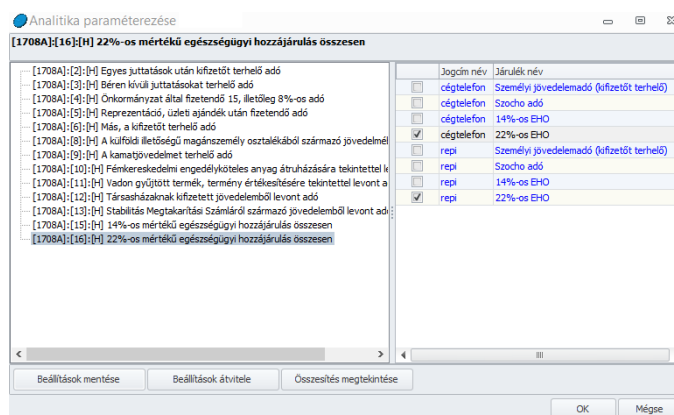 Analitika paraméterezése
[1708A]:[16]:[H] 22%-os mértékű egészségügyi hozzájárulás összesen
[1708A]:[2]:[H] Egyes juttatások után kifizetőt terhelő adó
[1708A]:[3]:[H] Béren kívüli juttatásokat terhelő adó
[1708A]:[4]:[H] Önkormányzat által fizetendő 15, illetőleg 8%-os adó
[1708A]:[5]:[H] Reprezentáció, üzleti ajándék után fizetendő adó
[1708A]:[6]:[H] Más, a kifizetőt terhelő adó
[1708A]:[8]:[H] A külföldi illetőségű magánszemély osztalékából származó jövedelmé
[1708A]:[9]:[H] A kamatjövedelmet terhelő adó
[1708A]:[10]:[H] Fémkereskedelmi engedélyköteles anyag átruházására tekintettel le
[1708A]:[11]:[H] Vadon gyűjtött termék, termény értékesítésére tekintettel levont a
[1708A]:[12]:[H] Társasházaknak kifizetett jövedelemből levont adó
[1708A]:[13]:[H] Stabilitás Megtakarítási Számláról származó jövedelemből levont adó
[1708A]:[15]:[H] 14%-os mértékű egészségügyi hozzájárulás összesen
[1708A]:[16]:[H] 22%-os mértékű egészségügyi hozzájárulás összesen
Jogcím név Járulék név
cégtelefon Személyi jövedelemadó (kifizetőt terhelő)
cégtelefon Szocho adó
cégtelefon 14%-os EHO
cégtelefon 22%-os EHO
repi Személyi jövedelemadó (kifizetőt terhelő)
repi Szocho adó
repi 14%-os EHO
repi 22%-os EHO
Beállítások mentése Beállítások átvitele Összesítés megtekintése
OK Mégse